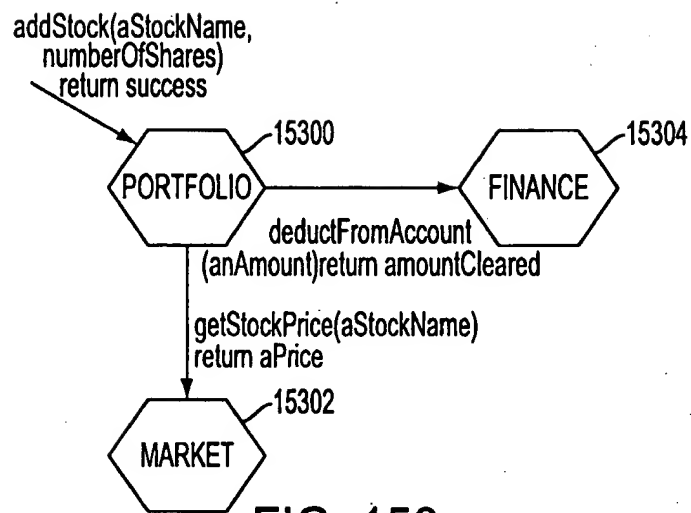 addStock(aStockName,
numberOfShares)
return success
15300
15304
PORTFOLIO
FINANCE
deductFromAccount
(anAmount)return amountCleared
getStockPrice(aStockName)
return aPrice
15302
MARKET